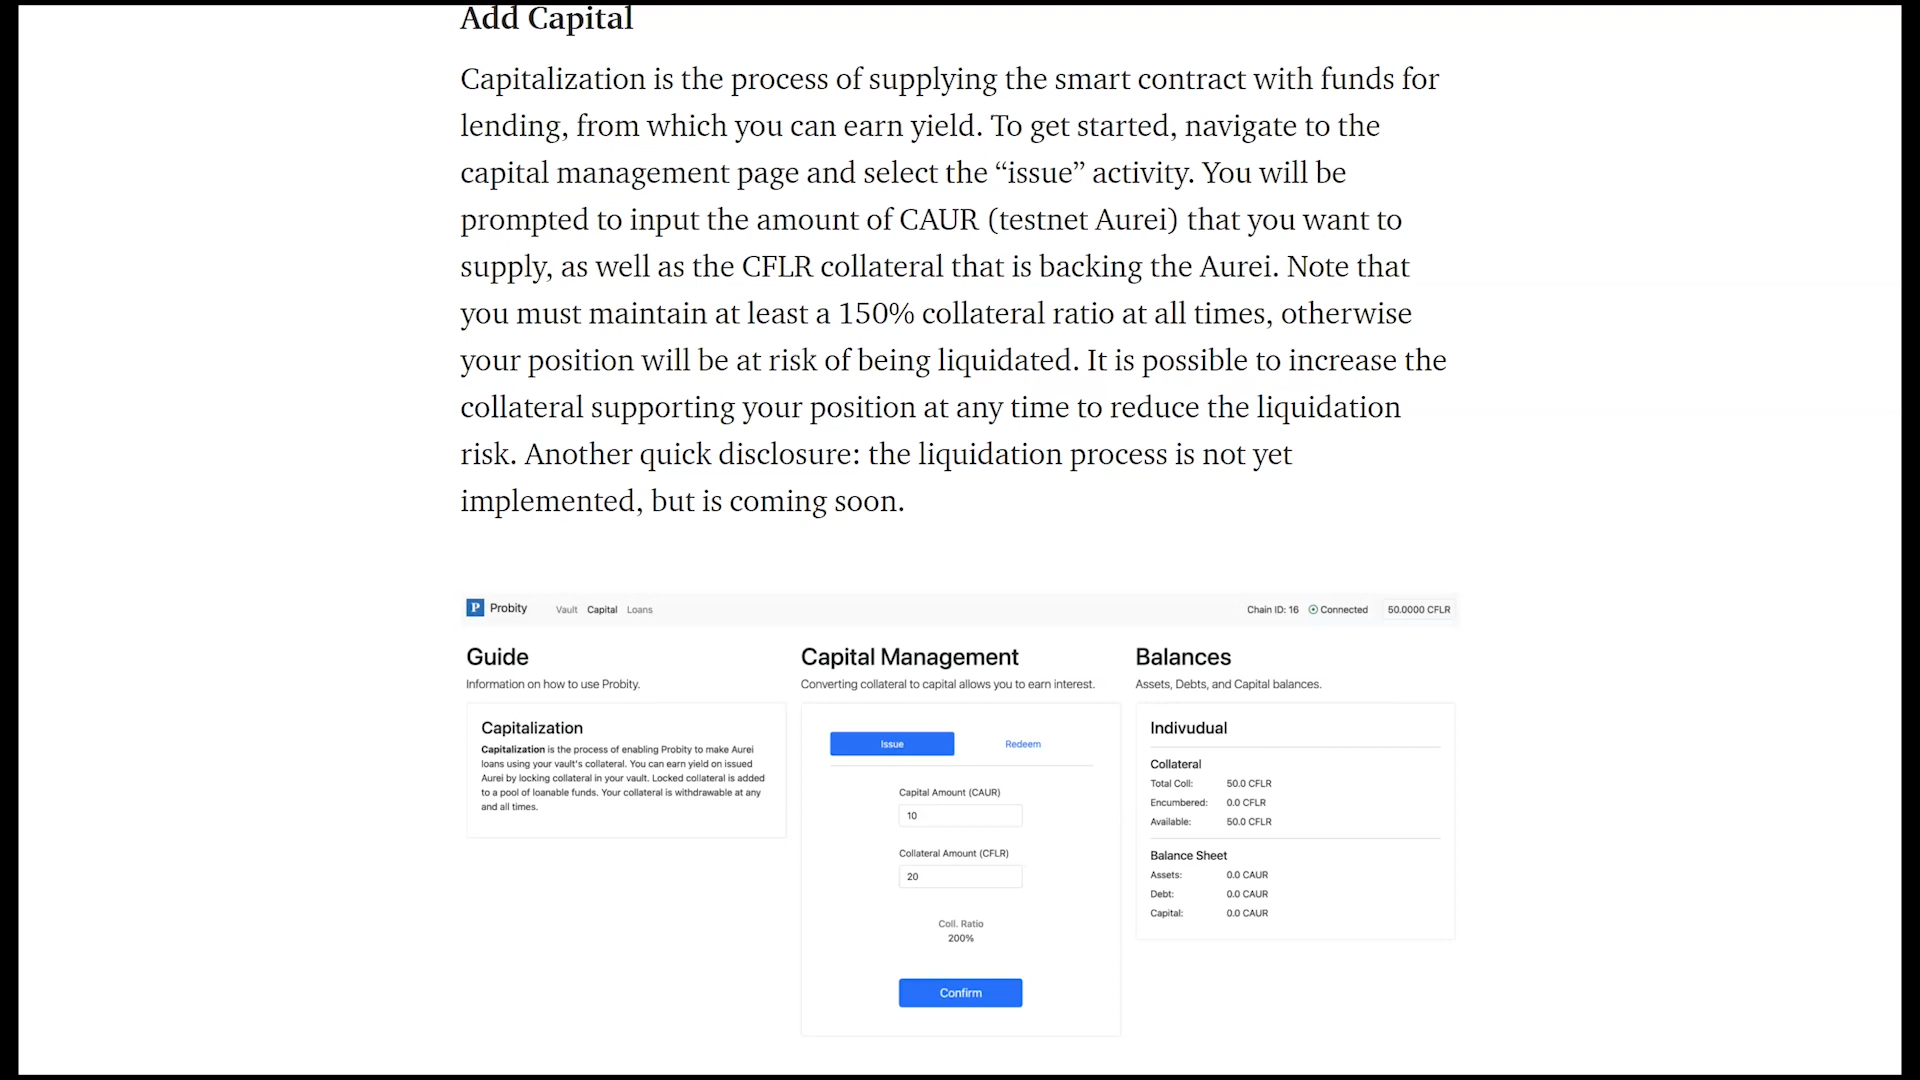 Add Capital
Capitalization is the process of supplying the smart contract with funds for
lending, from which you can earn yield. To get started, navigate to the
capital management page and select the “issue” activity. You will be
prompted to input the amount of CAUR (testnet Aurei) that you want to
supply, as well as the CFLR collateral that is backing the Aurei. Note that
you must maintain at least a 150% collateral ratio at all times, otherwise
your position will be at risk of being liquidated. It is possible to increase the
collateral supporting your position at any time to reduce the liquidation
risk. Another quick disclosure: the liquidation process is not yet
implemented, but is coming soon.
P Probity Vault Capital Loans Chain ID: 16 Connected 50.0000 CFLR
Guide
Information on how to use Probity.
Capitalization
Capitalization is the process of enabling Probity to make Aurei
loans using your vault's collateral. You can earn yield on issued
Aurei by locking collateral in your vault. Locked collateral is added
to a pool of loanable funds. Your collateral is withdrawable at any
and all times.
Capital Management
Converting collateral to capital allows you to earn interest.
Issue Redeem
Capital Amount (CAUR)
10
Collateral Amount (CFLR)
20
Coll. Ratio
200%
Confirm
Balances
Assets, Debts, and Capital balances.
Indivudual
Collateral
Total Coll: 50.0 CFLR
Encumbered: 0.0 CFLR
Available: 50.0 CFLR
Balance Sheet
Assets: 0.0 CAUR
Debt: 0.0 CAUR
Capital: 0.0 CAUR